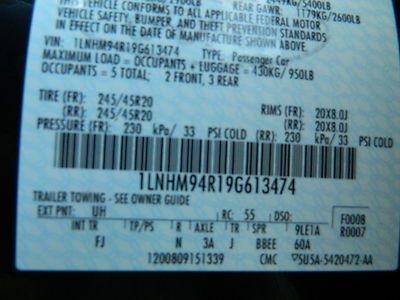 2449KG/5400LB
REAR GAWR: 1179KG/2600LB
THIS VEHICLE CONFORMS TO ALL APPLICABLE FEDERAL MOTOR
VEHICLE SAFETY, BUMPER, AND THEFT PREVENTION STANDARDS
IN EFFECT ON THE DATE OF MANUFACTURE SHOWN ABOVE.
VIN: 1LNHM94R19G613474 TYPE: Passenger Car
MAXIMUM LOAD = OCCUPANTS + LUGGAGE = 430KG/950LB
OCCUPANTS = 5 TOTAL: 2 FRONT, 3 REAR
TIRE (FR): 245/45R20 RIMS (FR): 20X8.0J
(RR): 245/45R20 (RR): 20X8.0J
PRESSURE (FR): 230 kPa/ 33 PSI COLD (RR): 230 kPa/ 33 PSI COLD
1LNHM94R19G613474
TRAILER TOWING - SEE OWNER GUIDE
EXT PNT: UH RC: 55 DSO: F0008
INT TR TP/PS R AXLE TR SPR 9LE1A R0007
FJ N 3A J BBEE 60A
1200809151339 CMC 5U5A-5420472-AA